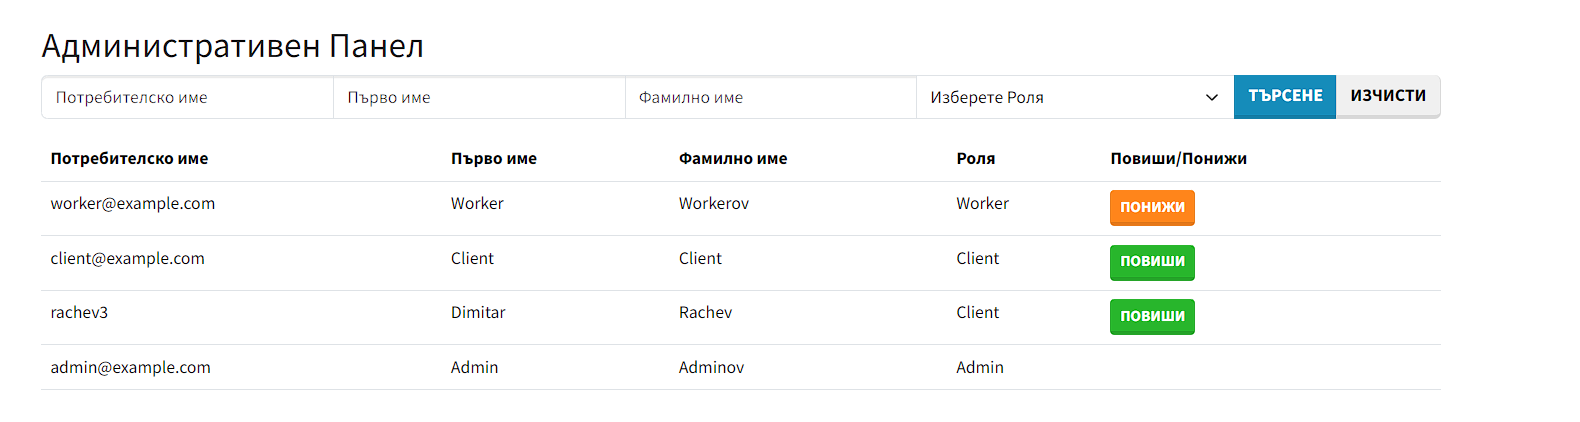 Административен Панел
Потребителско име Първо име Фамилно име Изберете Роля ТЪРСЕНЕ ИЗЧИСТИ
Потребителско име Първо име Фамилно име Роля Повиши/Понижи
worker@example.com Worker Workerov Worker ПОНИЖИ
client@example.com Client Client Client ПОВИШИ
rachev3 Dimitar Rachev Client ПОВИШИ
admin@example.com Admin Adminov Admin